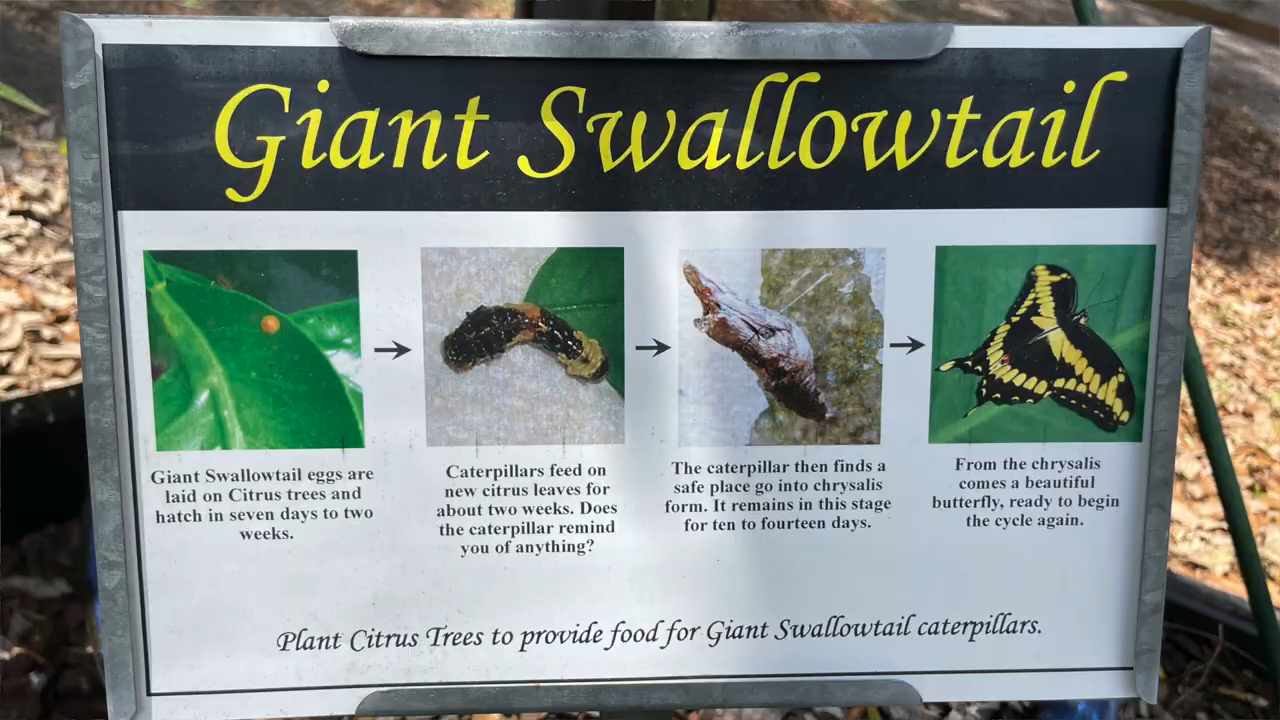 Giant Swallowtail
Giant Swallowtail eggs are
laid on Citrus trees and
hatch in seven days to two
weeks.
Caterpillars feed on
new citrus leaves for
about two weeks. Does
the caterpillar remind
you of anything?
The caterpillar then finds a
safe place go into chrysalis
form. It remains in this stage
for ten to fourteen days.
From the chrysalis
comes a beautiful
butterfly, ready to begin
the cycle again.
Plant Citrus Trees to provide food for Giant Swallowtail caterpillars.